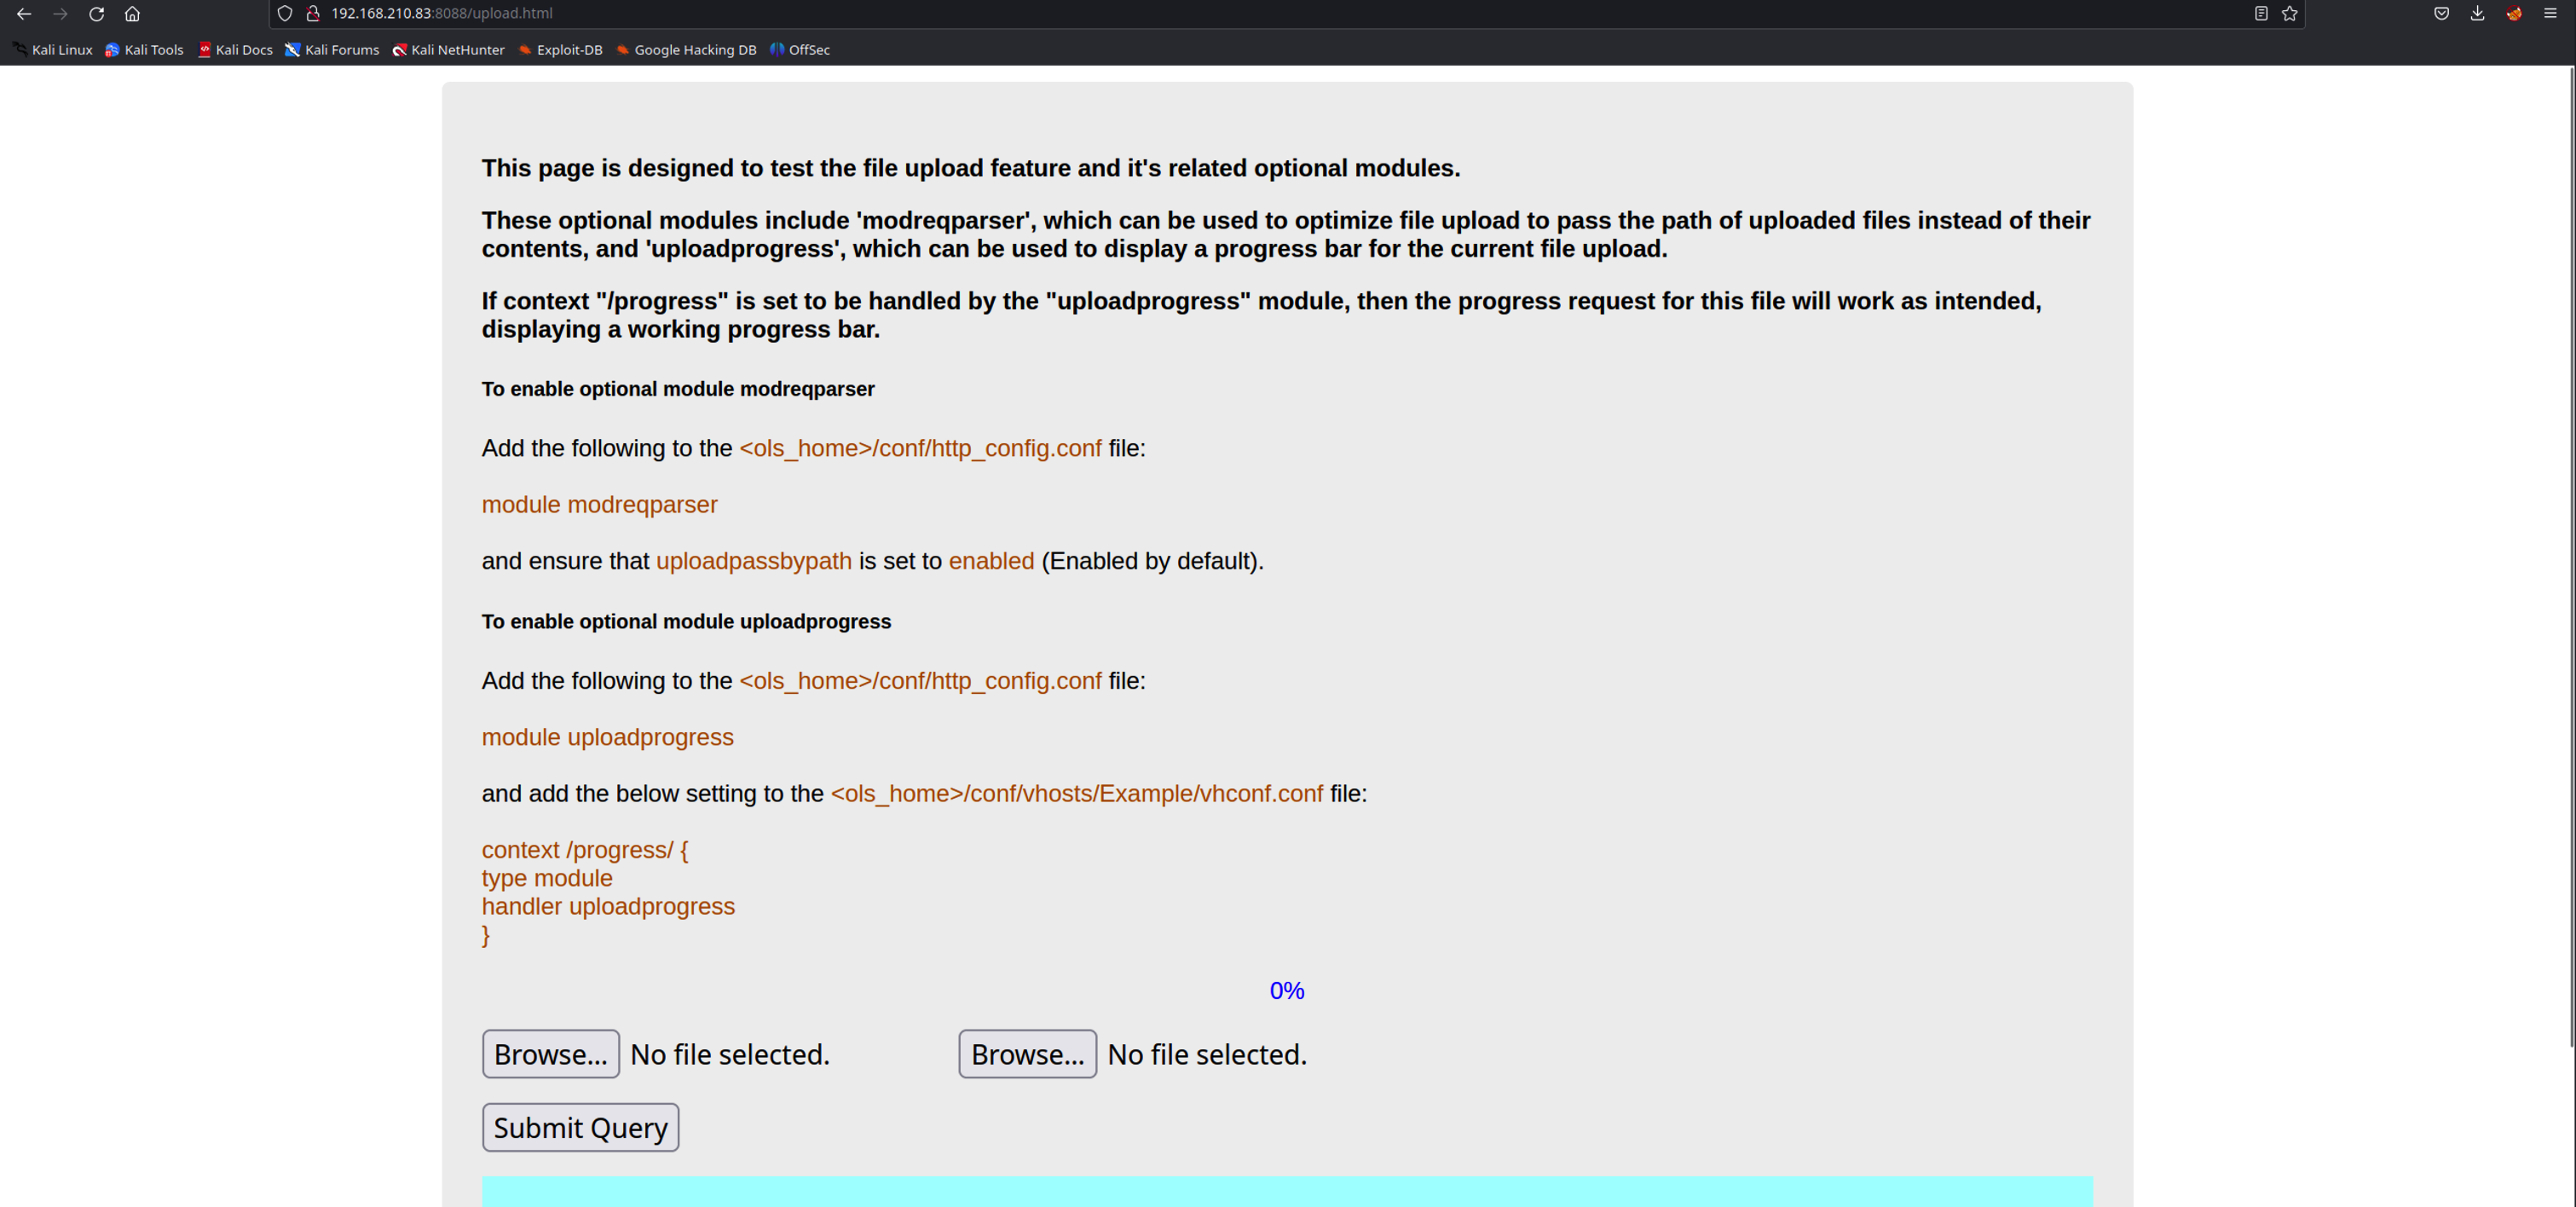 192.168.210.83:8088/upload.html
Kali Linux Kali Tools Kali Docs Kali Forums Kali NetHunter Exploit-DB Google Hacking DB OffSec
This page is designed to test the file upload feature and it's related optional modules.
These optional modules include 'modreqparser', which can be used to optimize file upload to pass the path of uploaded files instead of their
contents, and 'uploadprogress', which can be used to display a progress bar for the current file upload.
If context "/progress" is set to be handled by the "uploadprogress" module, then the progress request for this file will work as intended,
displaying a working progress bar.
To enable optional module modreqparser
Add the following to the <ols_home>/conf/http_config.conf file:
module modreqparser
and ensure that uploadpassbypath is set to enabled (Enabled by default).
To enable optional module uploadprogress
Add the following to the <ols_home>/conf/http_config.conf file:
module uploadprogress
and add the below setting to the <ols_home>/conf/vhosts/Example/vhconf.conf file:
context /progress/ {
type module
handler uploadprogress
}
0%
Browse... No file selected. Browse... No file selected.
Submit Query